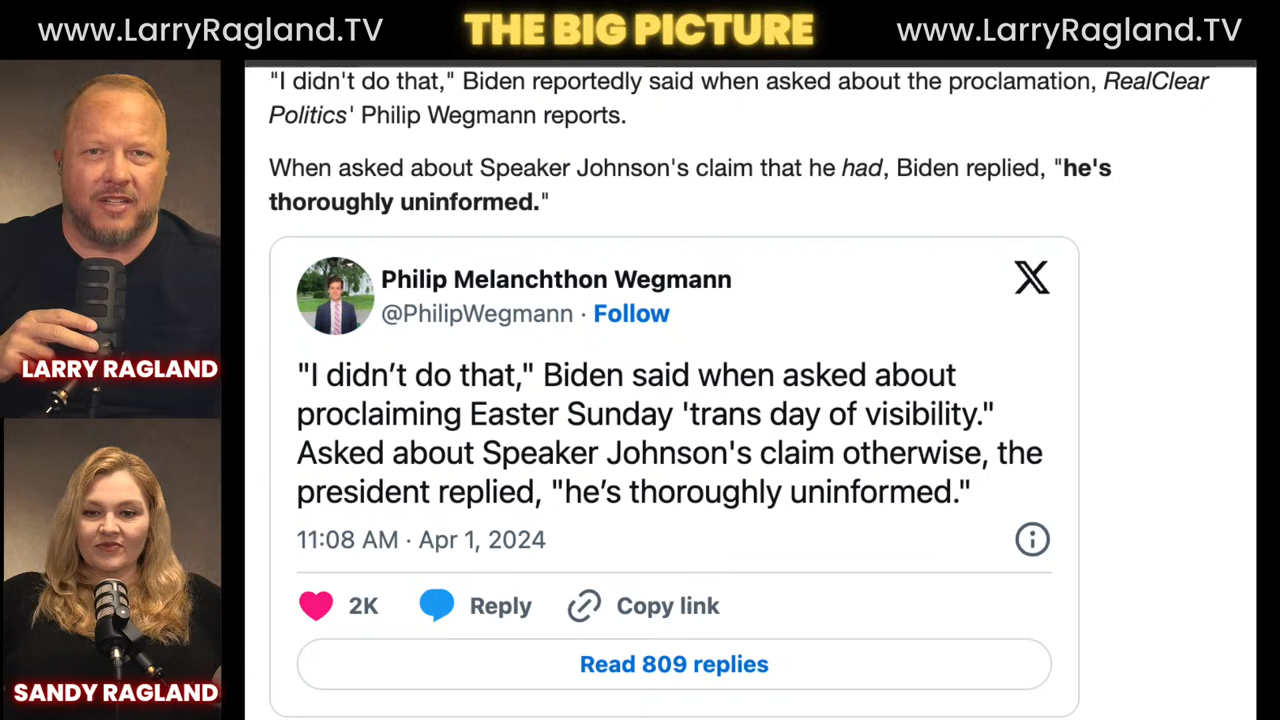 www.LarryRagland.TV
THE BIG PICTURE
www.LarryRagland.TV
"I didn't do that," Biden reportedly said when asked about the proclamation, RealClear
Politics' Philip Wegmann reports.
When asked about Speaker Johnson's claim that he had, Biden replied, "he's
thoroughly uninformed."
Philip Melanchthon Wegmann
@PhilipWegmann · Follow
"I didn’t do that," Biden said when asked about
proclaiming Easter Sunday 'trans day of visibility."
Asked about Speaker Johnson's claim otherwise, the
president replied, "he’s thoroughly uninformed."
11:08 AM · Apr 1, 2024
2K
Reply
Copy link
Read 809 replies
LARRY RAGLAND
SANDY RAGLAND